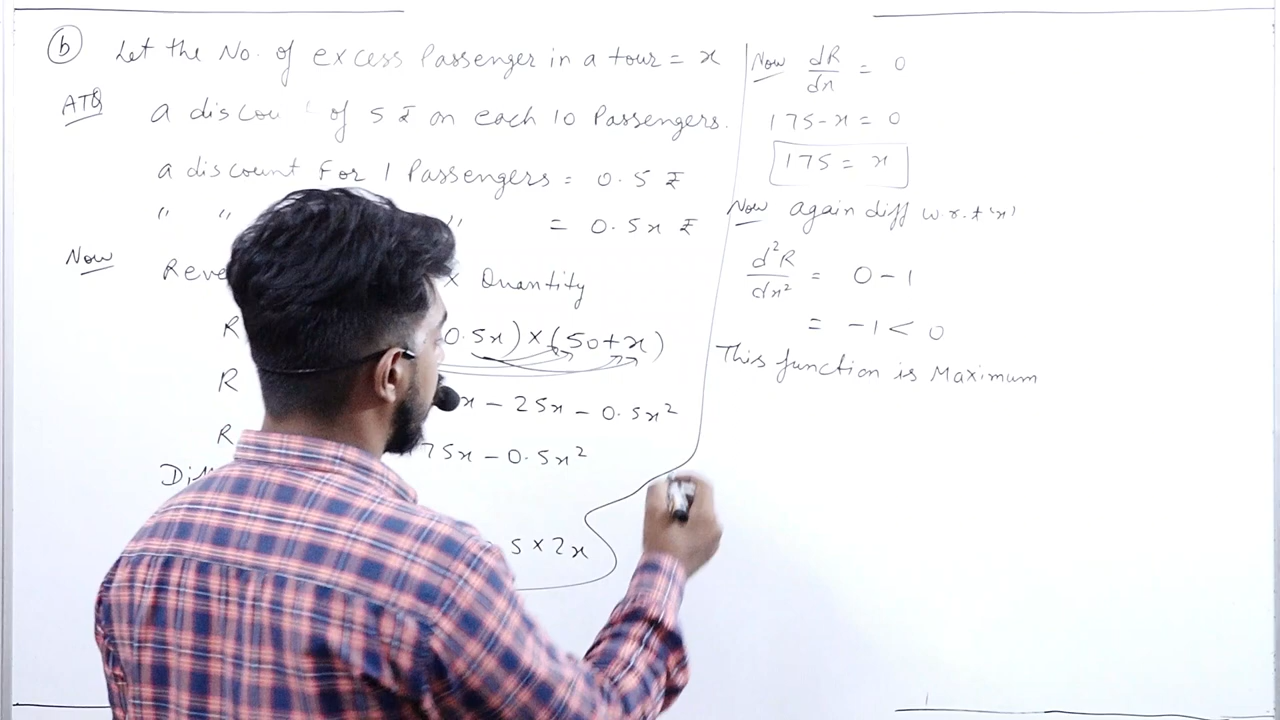 (b) Let the No. of excess Passenger in a tour = x
ATQ a discou of 5 ₹ on each 10 Passengers.
a discount For 1 Passengers = 0.5 ₹
" " " = 0.5x ₹
Now Reve x Quantity
R 0.5x) × (50+x)
R x - 25x - 0.5x²
R 75x - 0.5x²
Di
5 × 2x
Now dR/dx = 0
175 - x = 0
175 = x
Now again diff w.r.t 'x'
d²R/dx² = 0 - 1
= -1 < 0
This function is Maximum